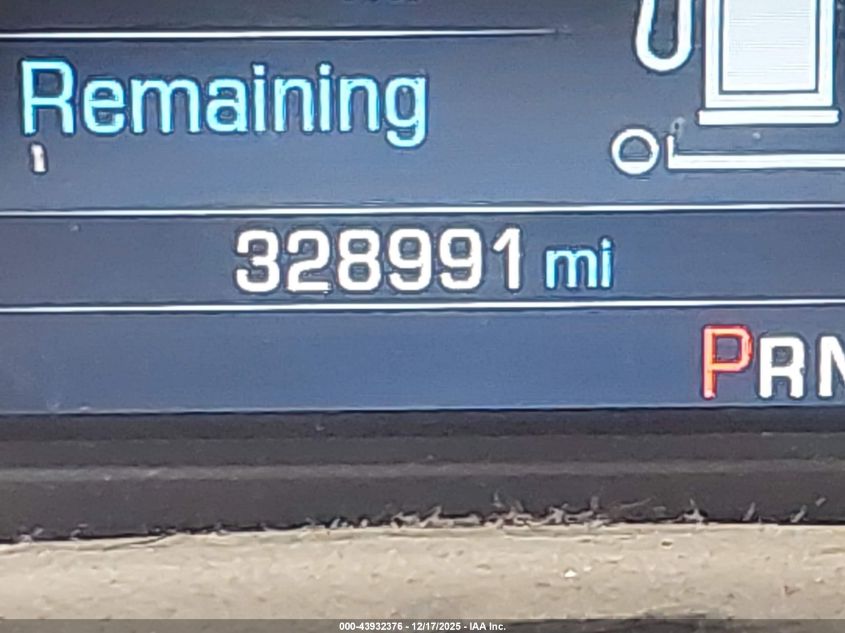 Remaining
328991 mi
PRN
000-43932376 - 12/17/2025 - IAA Inc.